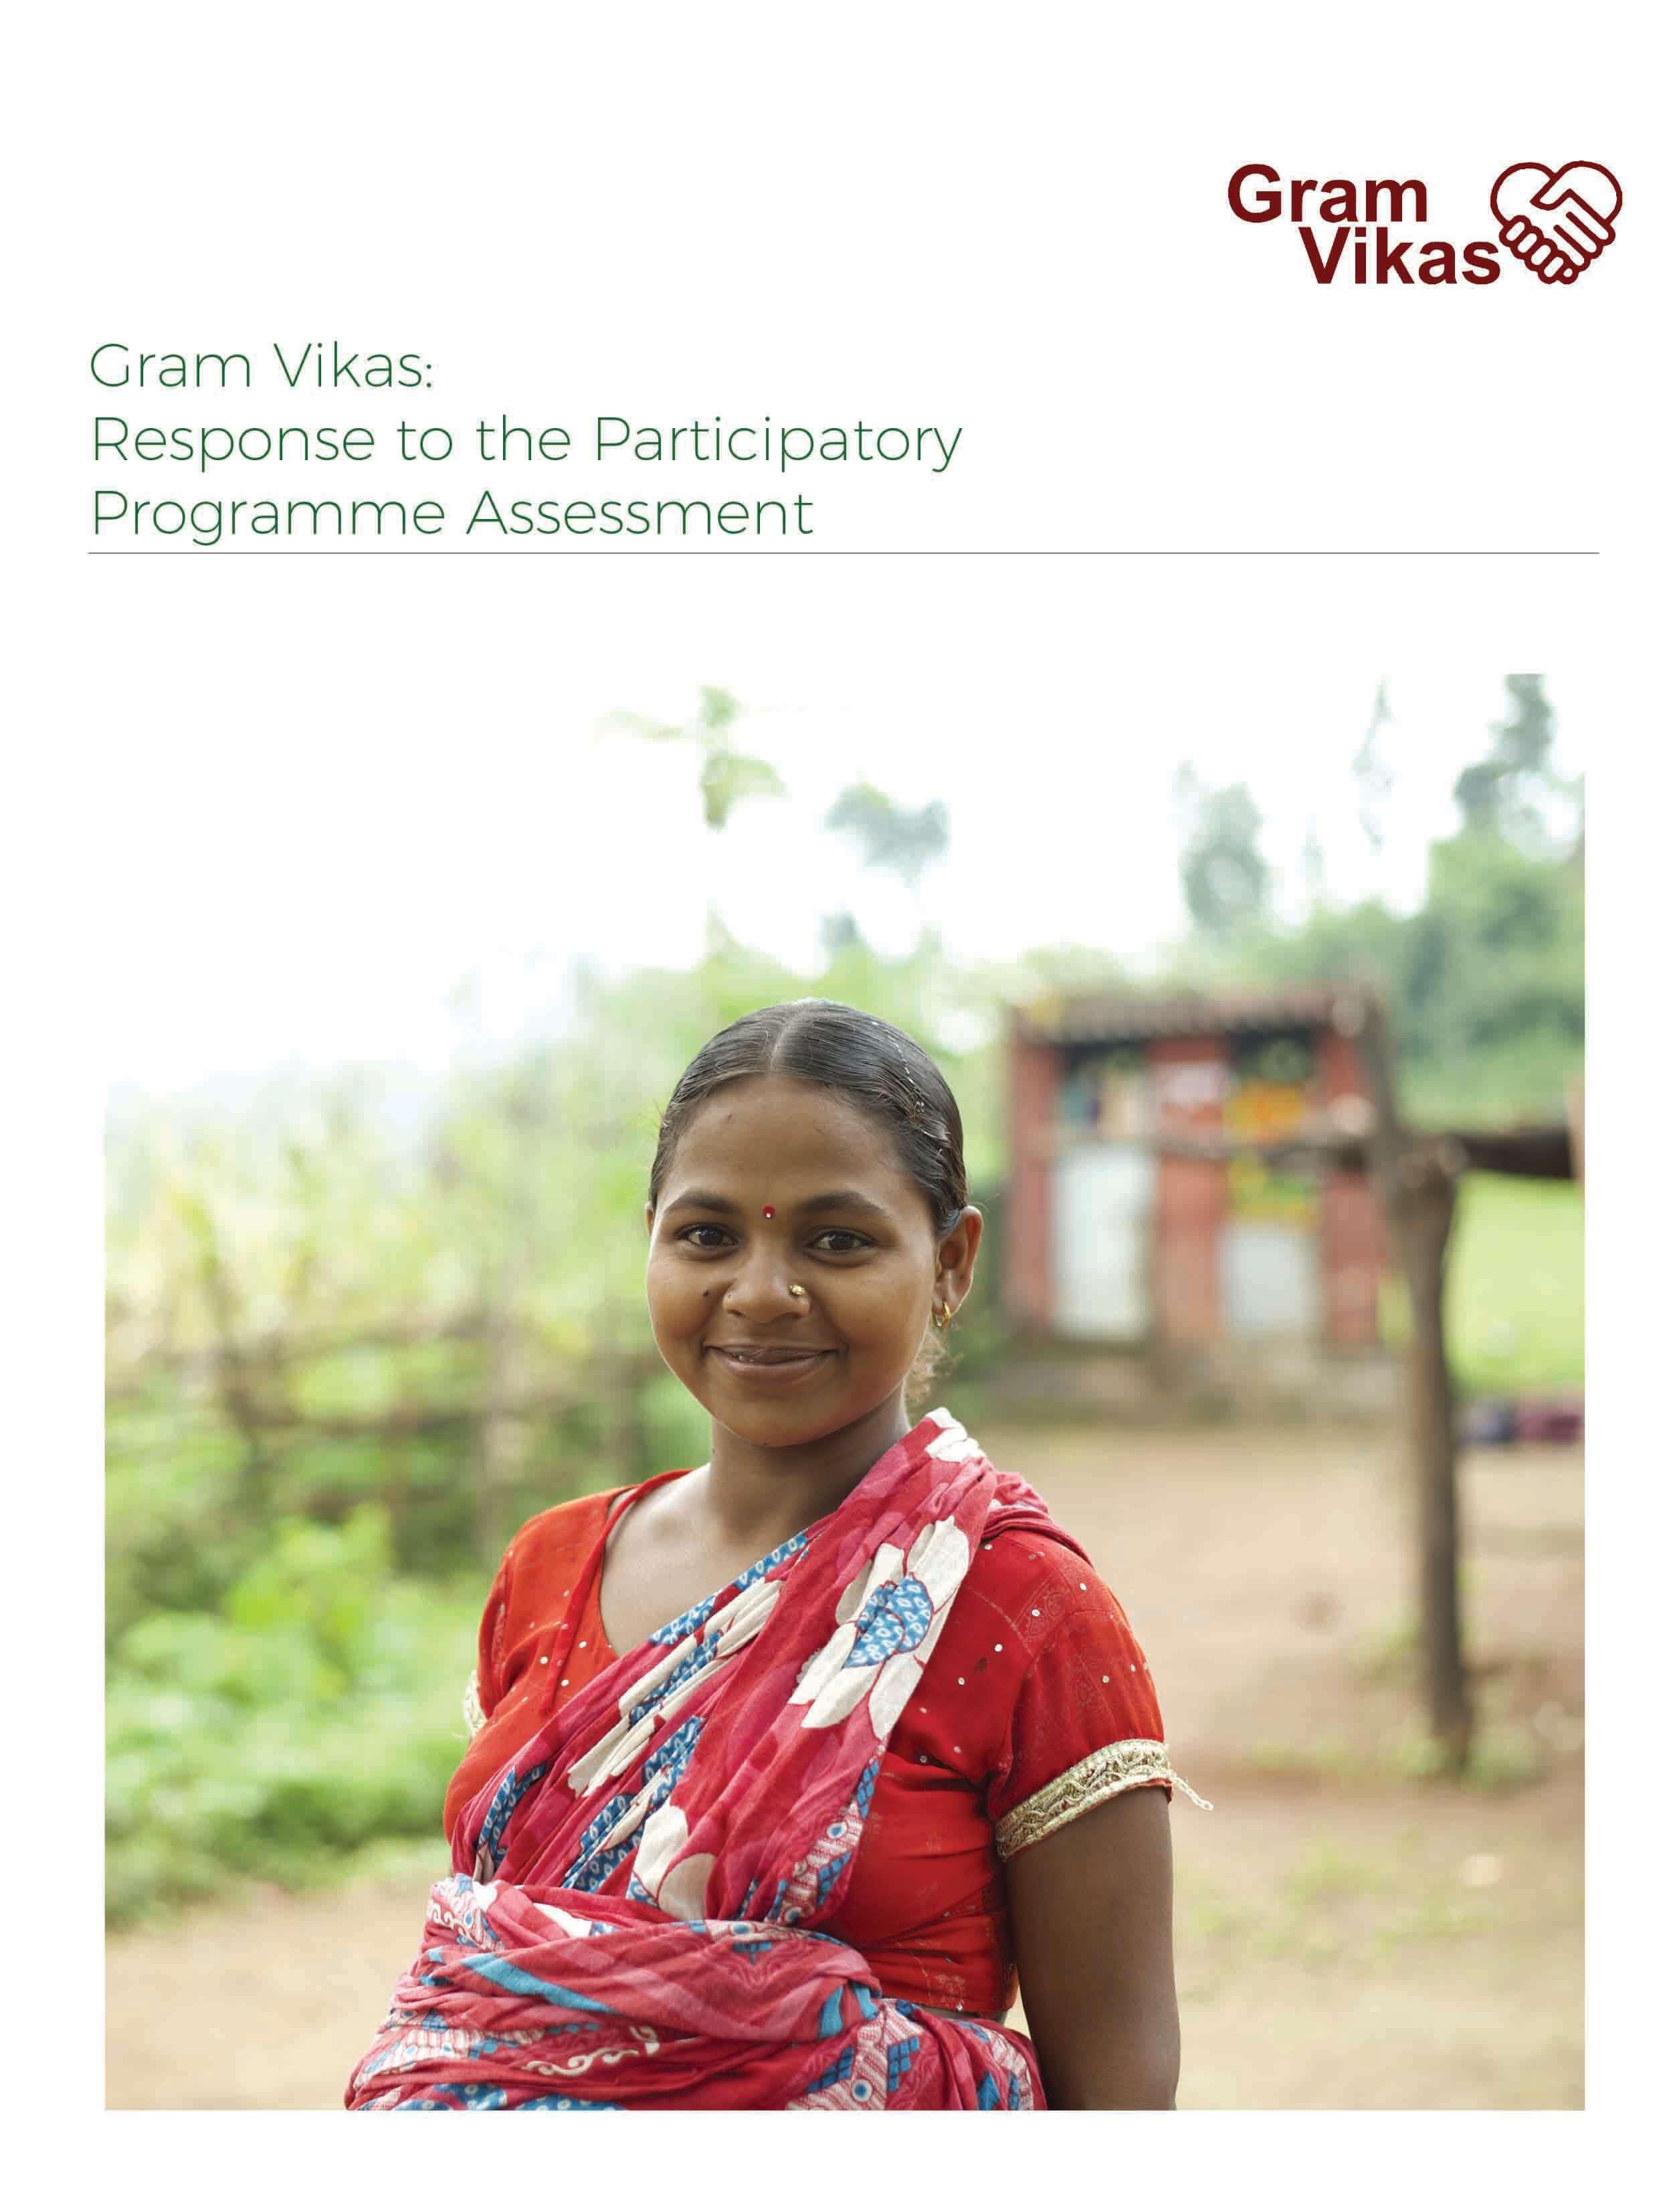 Gram
Vikas
Gram Vikas:
Response to the Participatory
Programme Assessment